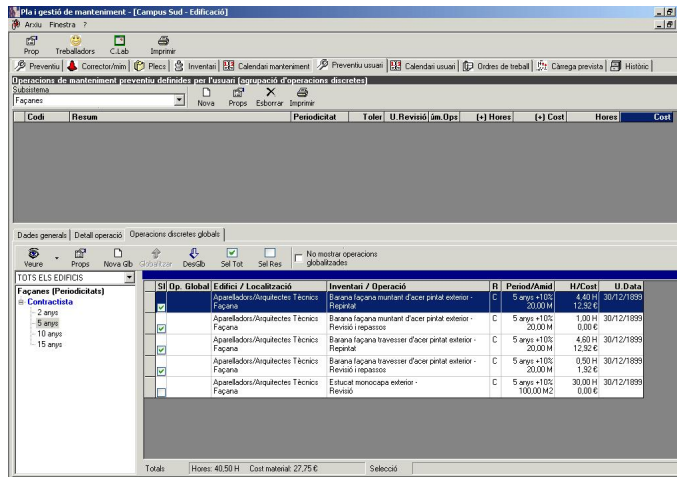 Pla i gestió de manteniment - [Campus Sud - Edificació]
Arxiu Finestra ?
Prop Treballadors C.Lab Imprimir
Preventiu Corrector/mim Plecs Inventari Calendari manteniment Preventiu usuari Calendari usuari Ordres de treball Càrrega prevista Històric
Operacions de manteniment preventiu definides per l'usuari (agrupació d'operacions discretes)
Subsistema
Façanes
Nova Props Esborrar Imprimir
Codi Resum Periodicitat Toler U.Revisió úm.Ops (+) Hores (+) Cost Hores Cost
Dades generals Detall operació Operacions discretes globals
Veure Props Nova Glb Globalitzar DesGlb Sel Tot Sel Res
No mostrar operacions
globalitzades
TOTS ELS EDIFICIS
Façanes (Periodicitats)
Contractista
2 anys
5 anys
10 anys
15 anys
Sl Op. Global Edifici / Localització Inventari / Operació R Period/Amid H/Cost U.Data
Aparelladors/Arquitectes Tècnics Barana façana muntant d'acer pintat exterior - C 5 anys +10% 4,40 H 30/12/1899
Façana Repintat 20,00 M 12,92 €
Aparelladors/Arquitectes Tècnics Barana façana muntant d'acer pintat exterior - C 5 anys +10% 1,00 H 30/12/1899
Façana Revisió i repassos 20,00 M 0,00 €
Aparelladors/Arquitectes Tècnics Barana façana travesser d'acer pintat exterior - C 5 anys +10% 4,60 H 30/12/1899
Façana Repintat 20,00 M 12,92 €
Aparelladors/Arquitectes Tècnics Barana façana travesser d'acer pintat exterior - C 5 anys +10% 0,50 H 30/12/1899
Façana Revisió i repassos 20,00 M 1,92 €
Aparelladors/Arquitectes Tècnics Estucat monocapa exterior - C 5 anys +10% 30,00 H 30/12/1899
Façana Revisió 100,00 M2 0,00 €
Totals Hores: 40,50 H Cost material: 27,75 € Selecció